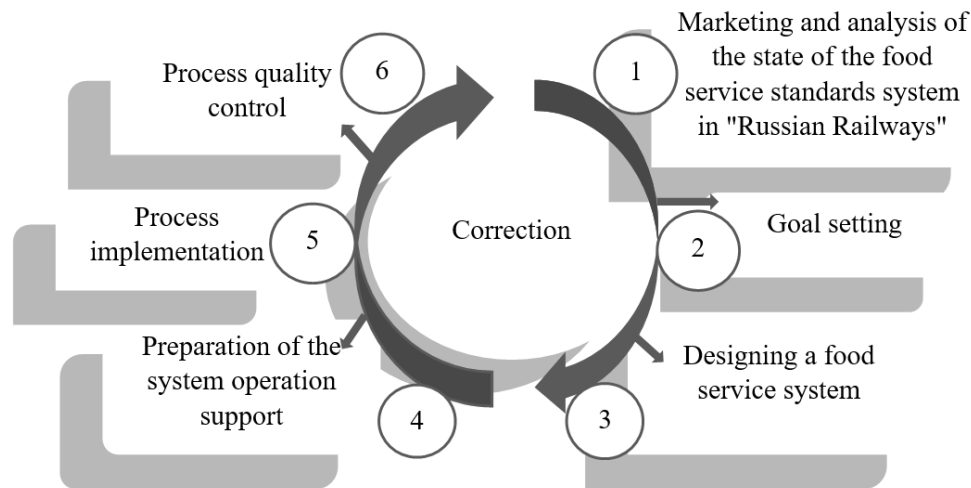 1
Marketing and analysis of
the state of the food
service standards system
in "Russian Railways"
2
Goal setting
3
Designing a food
service system
4
Preparation of the
system operation
support
5
Process
implementation
6
Process quality
control
Correction